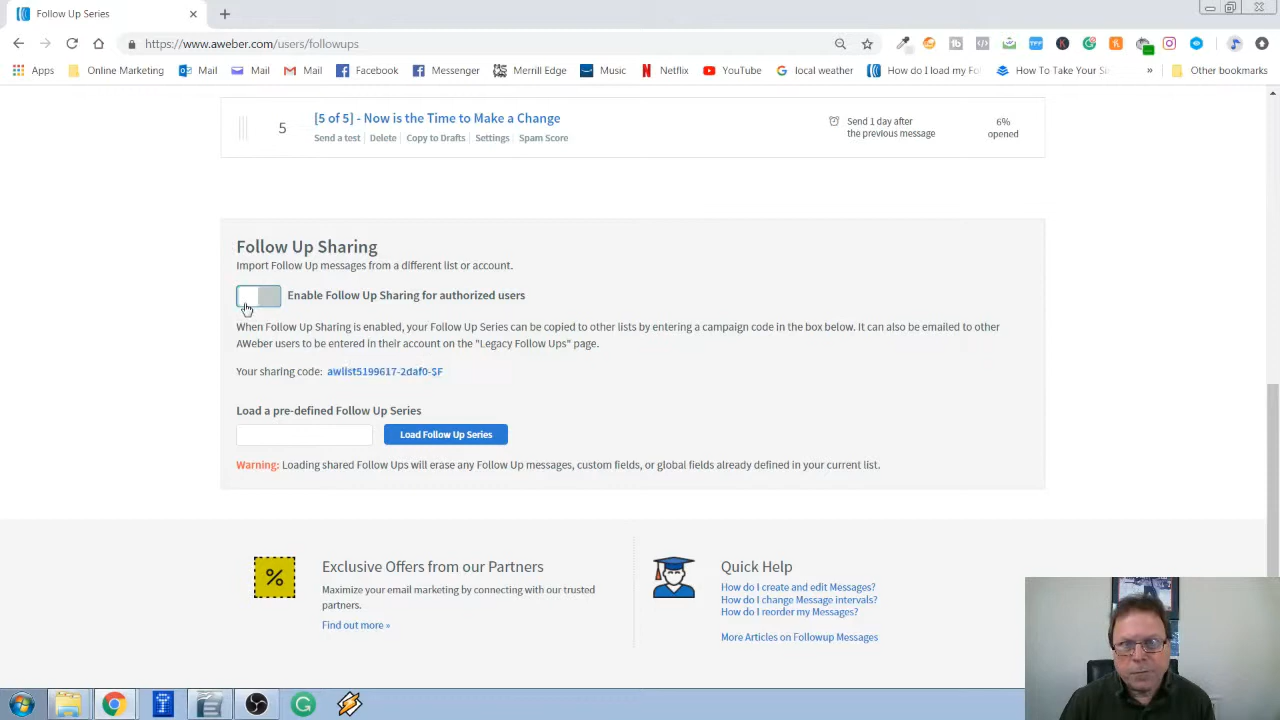 Follow Up Series
https://www.aweber.com/users/followups
Apps
Online Marketing
Mail
Mail
Mail
Facebook
Messenger
Merrill Edge
Music
Netflix
YouTube
local weather
How do I load my Fo
How To Take Your Su
»
Other bookmarks
5
[5 of 5] - Now is the Time to Make a Change
Send a test | Delete | Copy to Drafts | Settings | Spam Score
Send 1 day after
the previous message
6%
opened
Follow Up Sharing
Import Follow Up messages from a different list or account.
Enable Follow Up Sharing for authorized users
When Follow Up Sharing is enabled, your Follow Up Series can be copied to other lists by entering a campaign code in the box below. It can also be emailed to other
AWeber users to be entered in their account on the "Legacy Follow Ups" page.
Your sharing code: awlist5199617-2daf0-$F
Load a pre-defined Follow Up Series
Load Follow Up Series
Warning: Loading shared Follow Ups will erase any Follow Up messages, custom fields, or global fields already defined in your current list.
%
Exclusive Offers from our Partners
Maximize your email marketing by connecting with our trusted
partners.
Find out more »
Quick Help
How do I create and edit Messages?
How do I change Message intervals?
How do I reorder my Messages?
More Articles on Followup Messages